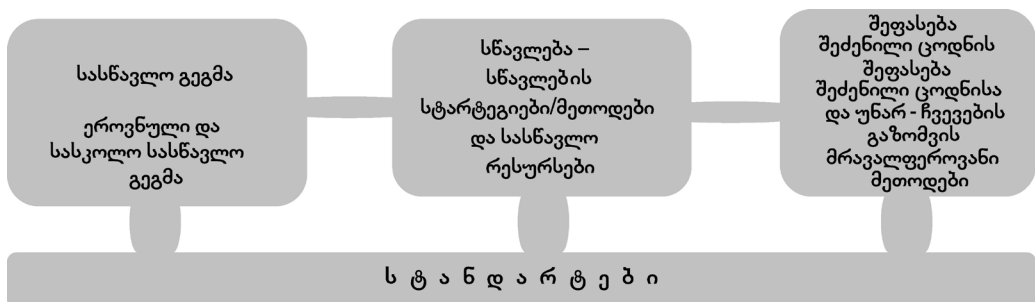 სასწავლო გეგმა
ეროვნული და
სასკოლო სასწავლო
გეგმა
სწავლება –
სწავლების
სტარტეგიები/მეთოდები
და სასწავლო
რესურსები
შეფასება
შეძენილი ცოდნის
შეფასება
შეძენილი ცოდნისა
და უნარ - ჩვევების
გაზომვის
მრავალფეროვანი
მეთოდები
ს ტ ა ნ დ ა რ ტ ე ბ ი